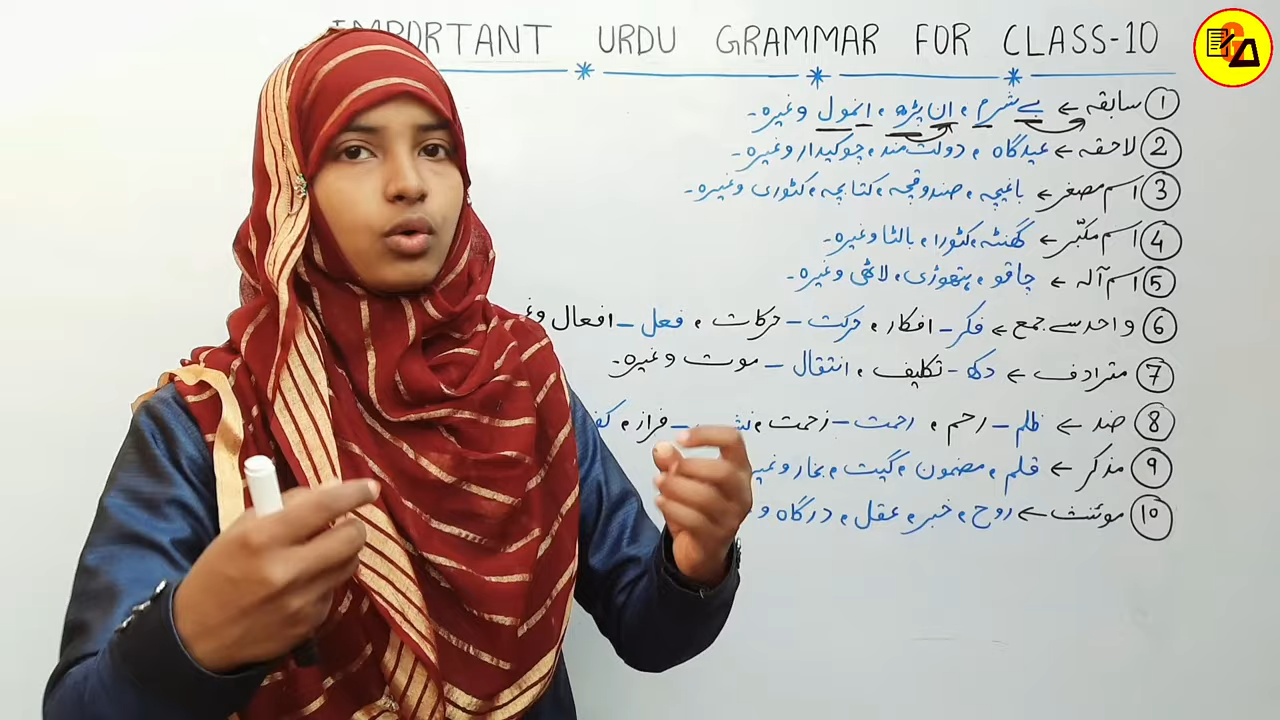 IMPORTANT URDU GRAMMAR FOR CLASS-10
① سابقہ ← بے شرم، ان پڑھ، انمول وغیرہ۔
② لاحقہ ← عیدگاہ، دولت مند، چوکیدار وغیرہ۔
③ اسم مصغر ← باغیچہ، صندوقچہ، کتابچہ، کٹوری وغیرہ۔
④ اسم مکبّر ← گھنٹہ، کٹورا، بالٹا وغیرہ۔
⑤ اسم آلہ ← چاقو، ہتھوڑی، لاٹھی وغیرہ۔
⑥ واحد سے جمع ← فکر - افکار، حرکت - حرکات، فعل - افعال
⑦ مترادف ← دکھ - تکلیف، انتقال - موت وغیرہ۔
⑧ ضد ← ظلم - رحم، رحمت - زحمت، - فراز،
⑨ مذکر ← قلم، مضمون، گیت، بخار
⑩ موئنث ← روح، خبر، عقل، درگاہ